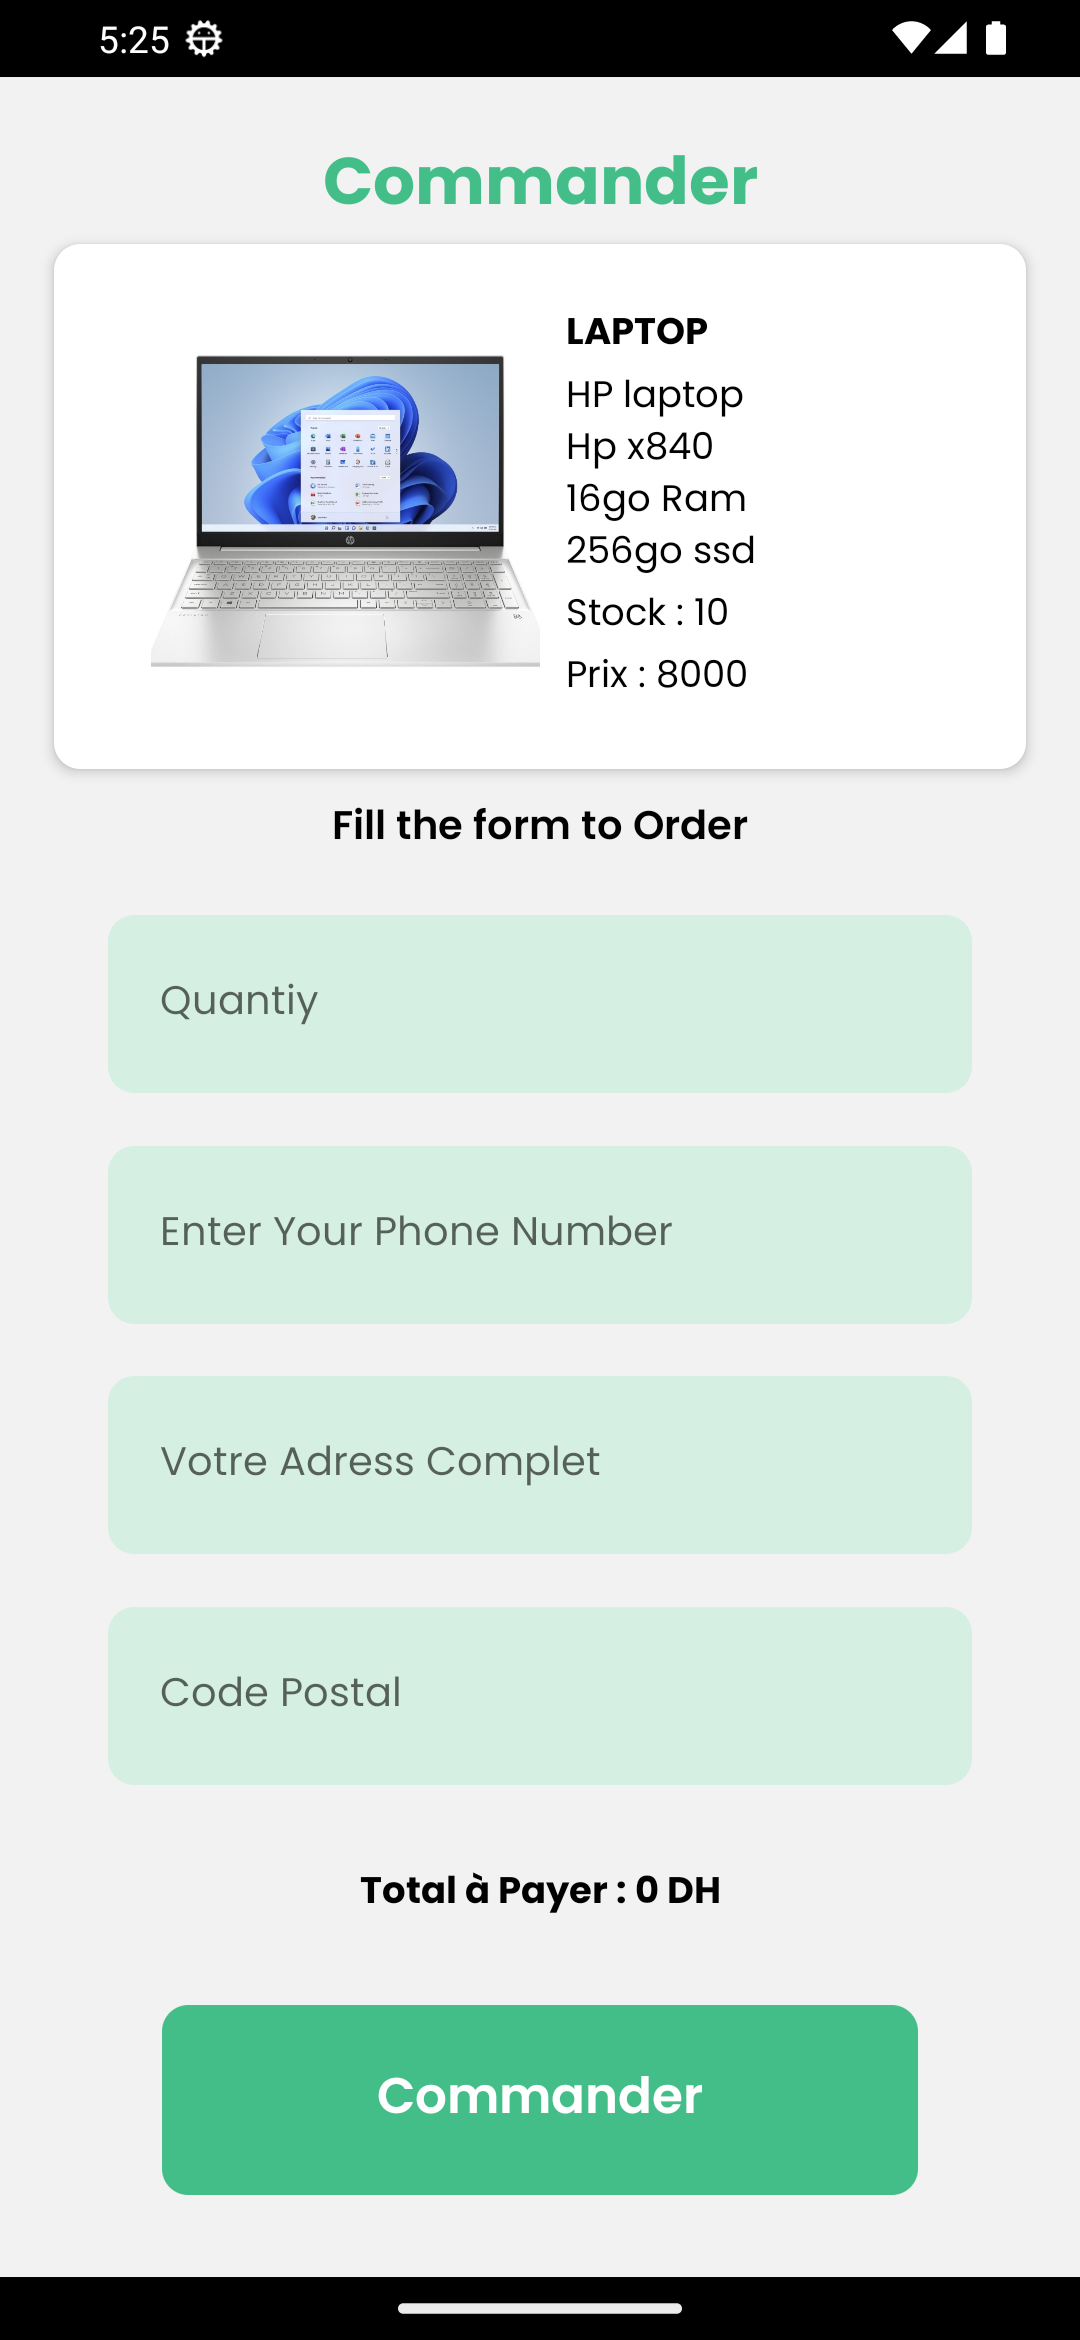 5:25
Commander
LAPTOP
HP laptop
Hp x840
16go Ram
256go ssd
Stock : 10
Prix : 8000
Fill the form to Order
Quantiy
Enter Your Phone Number
Votre Adress Complet
Code Postal
Total à Payer : 0 DH
Commander